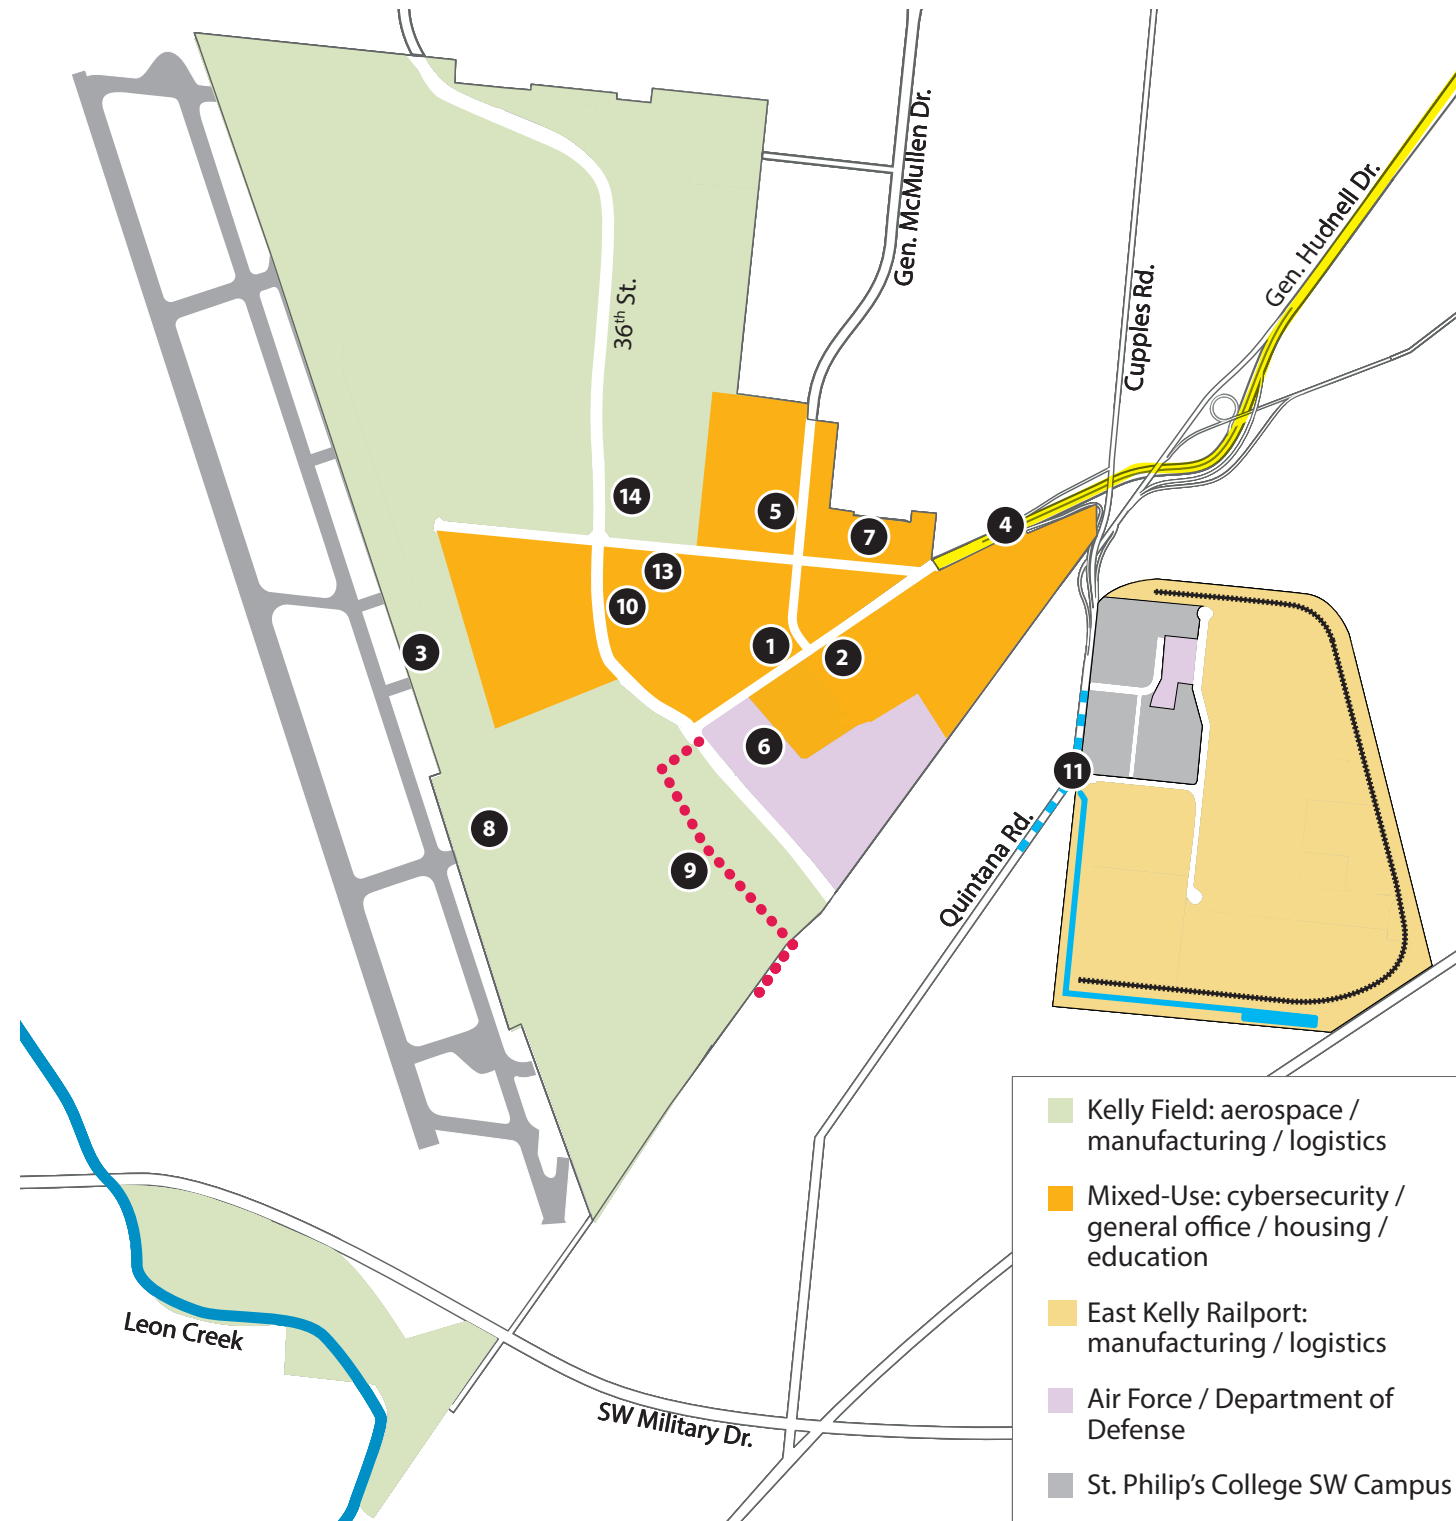 Gen. McMullen Dr.
Gen. Hudnell Dr.
Cupples Rd.
36th St.
14
5
4
7
13
10
1
2
3
6
11
8
9
Quintana Rd.
Leon Creek
SW Military Dr.
Kelly Field: aerospace /
manufacturing / logistics
Mixed-Use: cybersecurity /
general office / housing /
education
East Kelly Railport:
manufacturing / logistics
Air Force / Department of
Defense
St. Philip’s College SW Campus